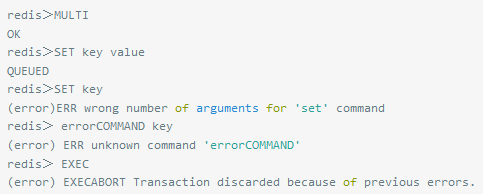 redis>MULTI
OK
redis>SET key value
QUEUED
redis>SET key
(error)ERR wrong number of arguments for 'set' command
redis> errorCOMMAND key
(error) ERR unknown command 'errorCOMMAND'
redis> EXEC
(error) EXECABORT Transaction discarded because of previous errors.